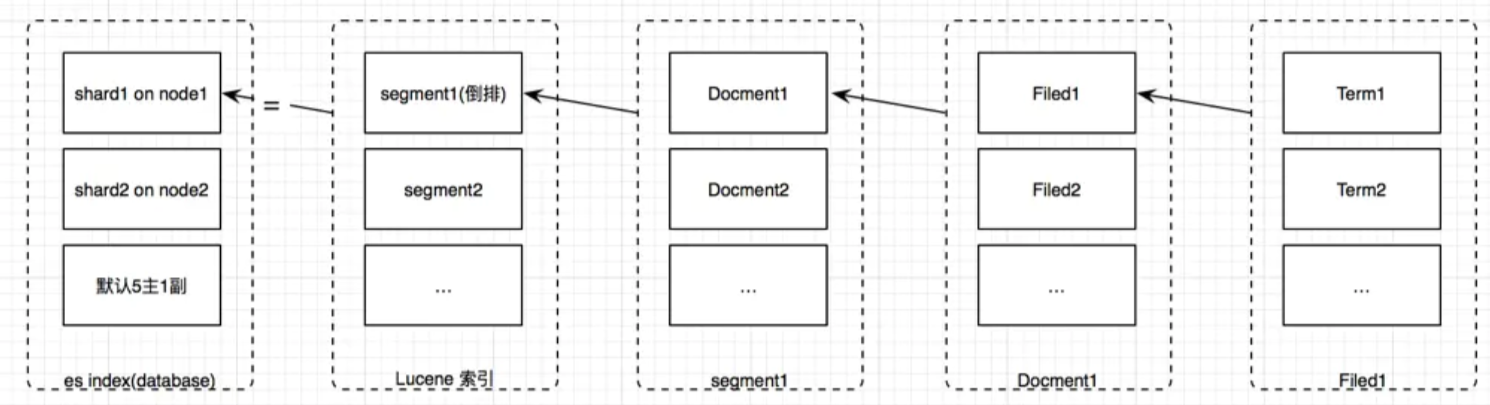 shard1 on node1
shard2 on node2
默认5主1副
es index(database)
=
segment1(倒排)
segment2
...
Lucene 索引
Docment1
Docment2
...
segment1
Filed1
Filed2
...
Docment1
Term1
Term2
...
Filed1